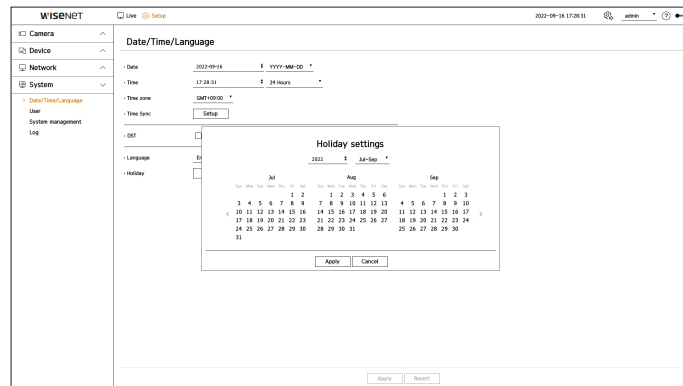 WISENET
Live Setup
2022-09-16 17:28:31 admin ?
Camera
Device
Network
System
Date/Time/Language
User
System management
Log
Date/Time/Language
Date 2022-09-16 YYYY-MM-DD
Time 17:28:31 24 Hours
Time zone GMT+09:00
Time Sync Setup
DST
Language En
Holiday
Holiday settings
2022 Jul-Sep
Jul Aug Sep
Sun Mon Tue Wed Thu Fri Sat Sun Mon Tue Wed Thu Fri Sat Sun Mon Tue Wed Thu Fri Sat
1 2 1 2 3 4 5 6 1 2 3
3 4 5 6 7 8 9 7 8 9 10 11 12 13 4 5 6 7 8 9 10
< 10 11 12 13 14 15 16 14 15 16 17 18 19 20 11 12 13 14 15 16 17 >
17 18 19 20 21 22 23 21 22 23 24 25 26 27 18 19 20 21 22 23 24
24 25 26 27 28 29 30 28 29 30 31 25 26 27 28 29 30
31
Apply Cancel
Apply Revert